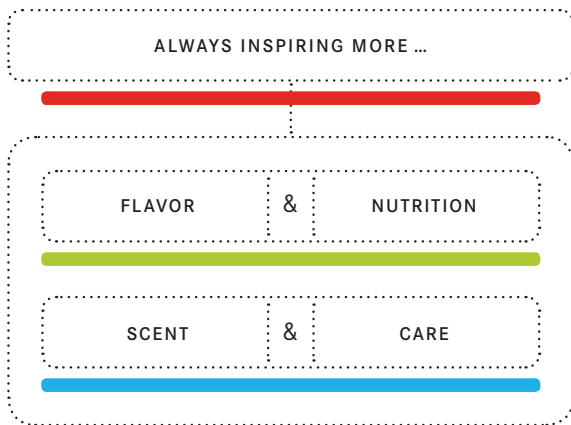 ALWAYS INSPIRING MORE …
FLAVOR & NUTRITION
SCENT & CARE